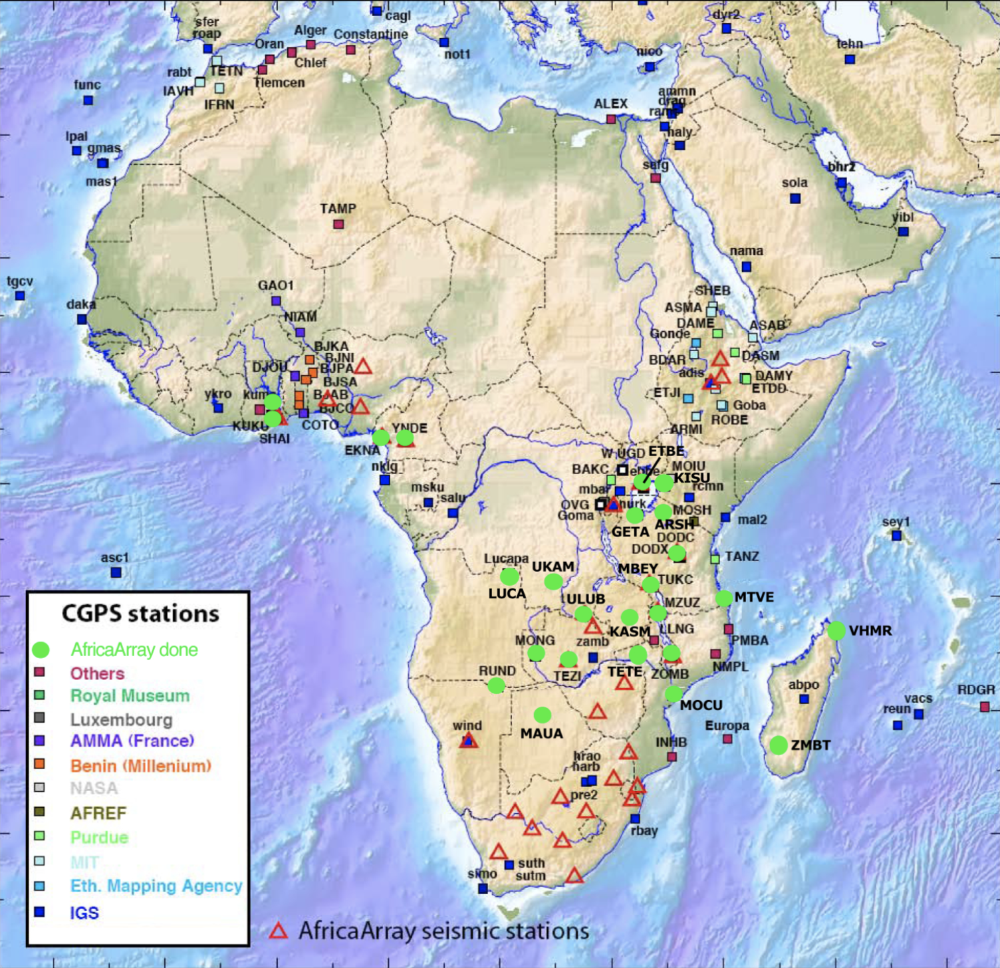 sfer
roap
Alger
Constantine
cagl
not1
dyr2
tehn
nico
Oran
Chlef
rabt
TETN
Tlemcen
IAVH
IFRN
func
ALEX
ammn
drag
ramo
haly
lpal
gmas
mas1
safg
bhr2
sola
yibl
TAMP
nama
tgcv
GAO1
SHEB
daka
ASMA
NIAM
DAME
ASAB
Gonde
BJKA
BJNI
BDAR
DASM
DJOU
BJPA
adis
DAMY
BJSA
ETDD
ykro
kum
BJAB
ETJI
BJCO
Goba
ROBE
KUKU
COTO
YNDE
ARMI
SHAI
EKNA
W UGD
ETBE
nklg
BAKC
ebbe
MOIU
KISU
msku
mbar
rcmn
salu
OVG
nurk
MOSH
Goma
mal2
GETA
ARSH
sey1
DODC
DODX
asc1
Lucapa
UKAM
MBEY
TANZ
TUKC
LUCA
ULUB
MTVE
MZUZ
KASM
LLNG
VHMR
MONG
zamb
PMBA
NMPL
RUND
TEZI
TETE
ZOMB
abpo
RDGR
MOCU
vacs
reun
wind
MAUA
Europa
INHB
ZMBT
hrao
harb
pre2
rbay
suth
sutm
simo
CGPS stations
AfricaArray done
Others
Royal Museum
Luxembourg
AMMA (France)
Benin (Millenium)
NASA
AFREF
Purdue
MIT
Eth. Mapping Agency
IGS
AfricaArray seismic stations